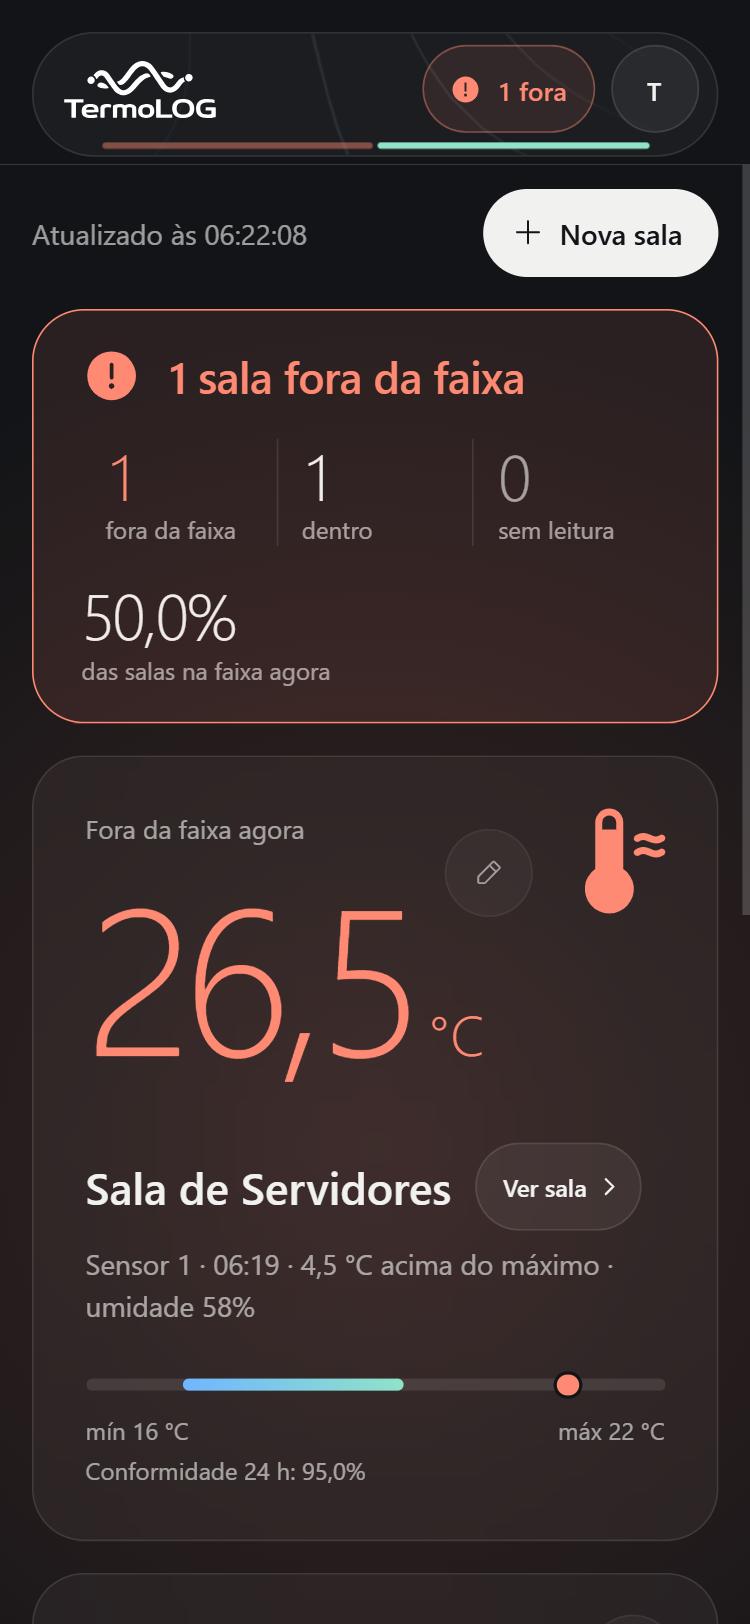 TermoLOG
1 fora
T
Atualizado às 06:22:08
Nova sala
1 sala fora da faixa
1
fora da faixa
1
dentro
0
sem leitura
50,0%
das salas na faixa agora
Fora da faixa agora
26,5 °C
Sala de Servidores
Ver sala
Sensor 1 · 06:19 · 4,5 °C acima do máximo ·
umidade 58%
mín 16 °C
máx 22 °C
Conformidade 24 h: 95,0%